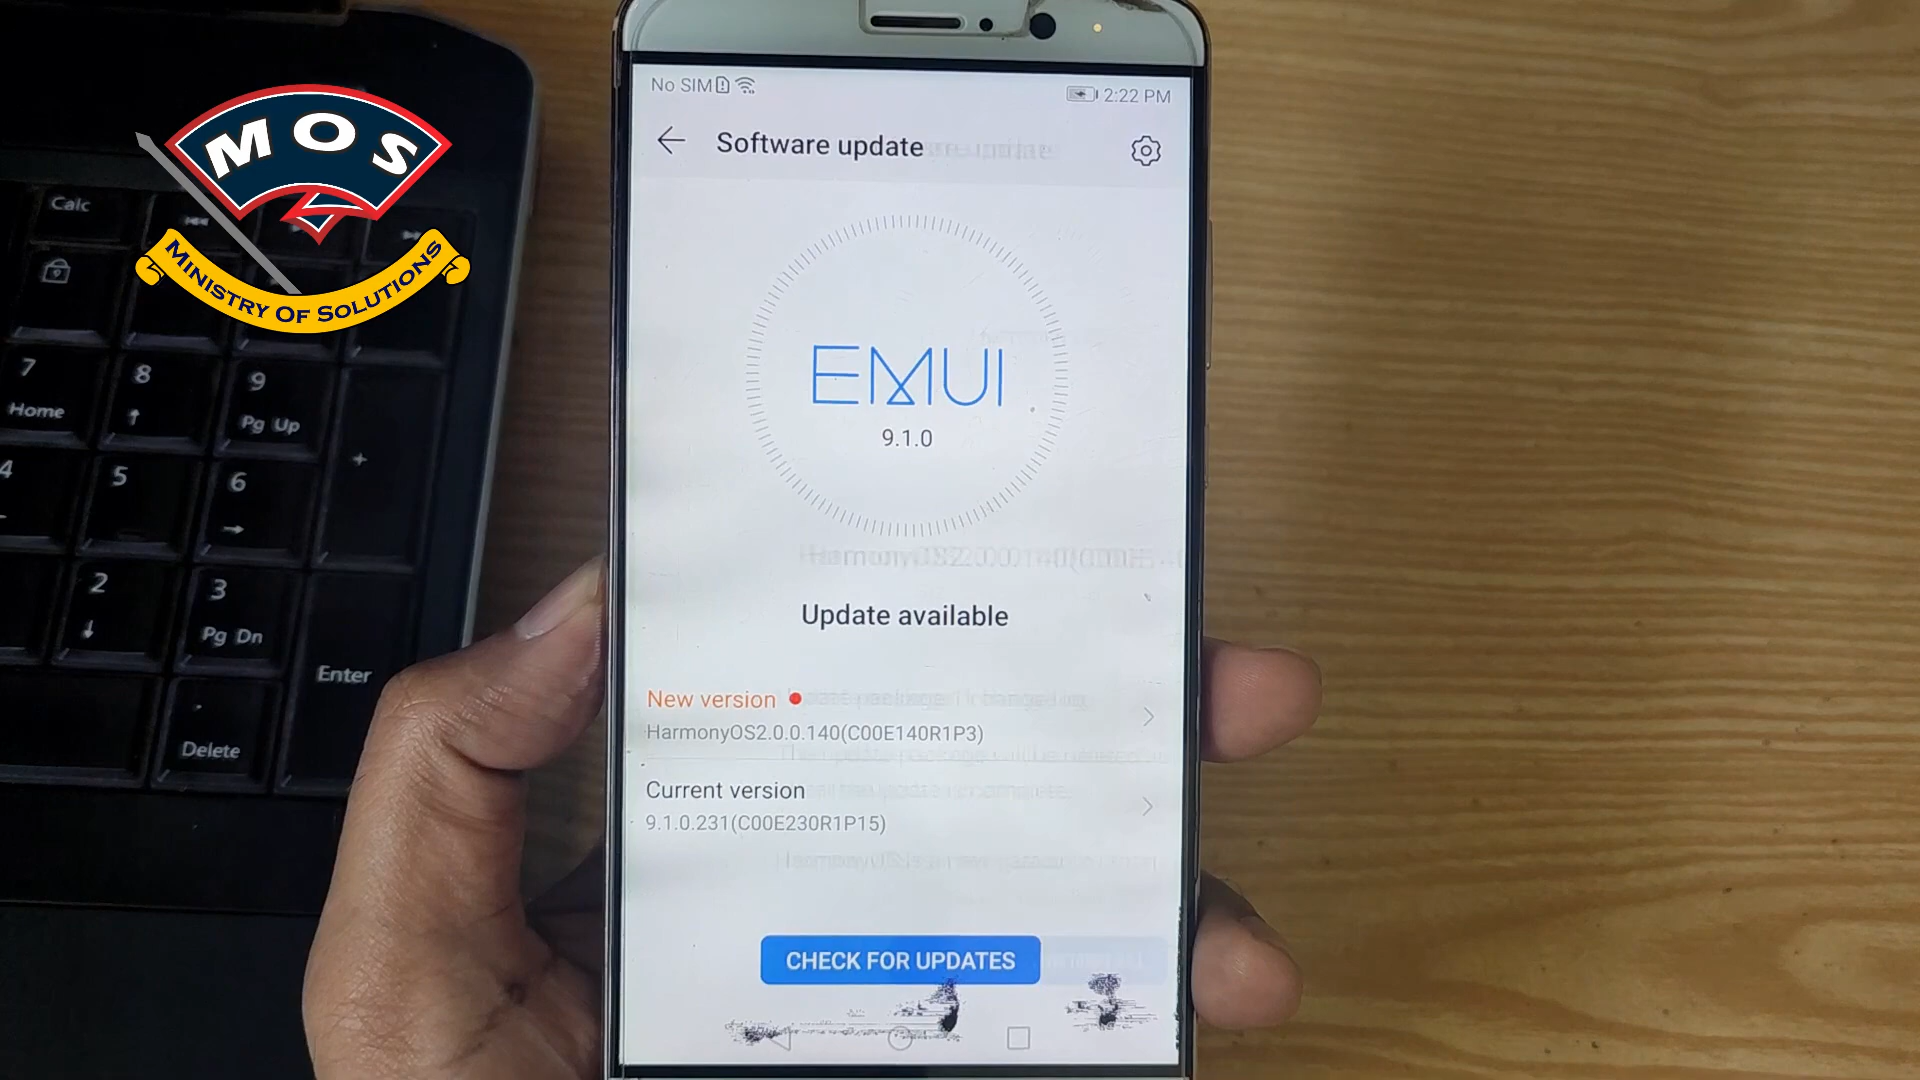 MOS
MINISTRY OF SOLUTIONS
Calc
7
8
9
Home
Pg Up
+
4
5
6
2
3
Pg Dn
Enter
Delete
No SIM
2:22 PM
Software update
EMUI
9.1.0
Update available
New version
HarmonyOS2.0.0.140(C00E140R1P3)
Current version
9.1.0.231(C00E230R1P15)
CHECK FOR UPDATES